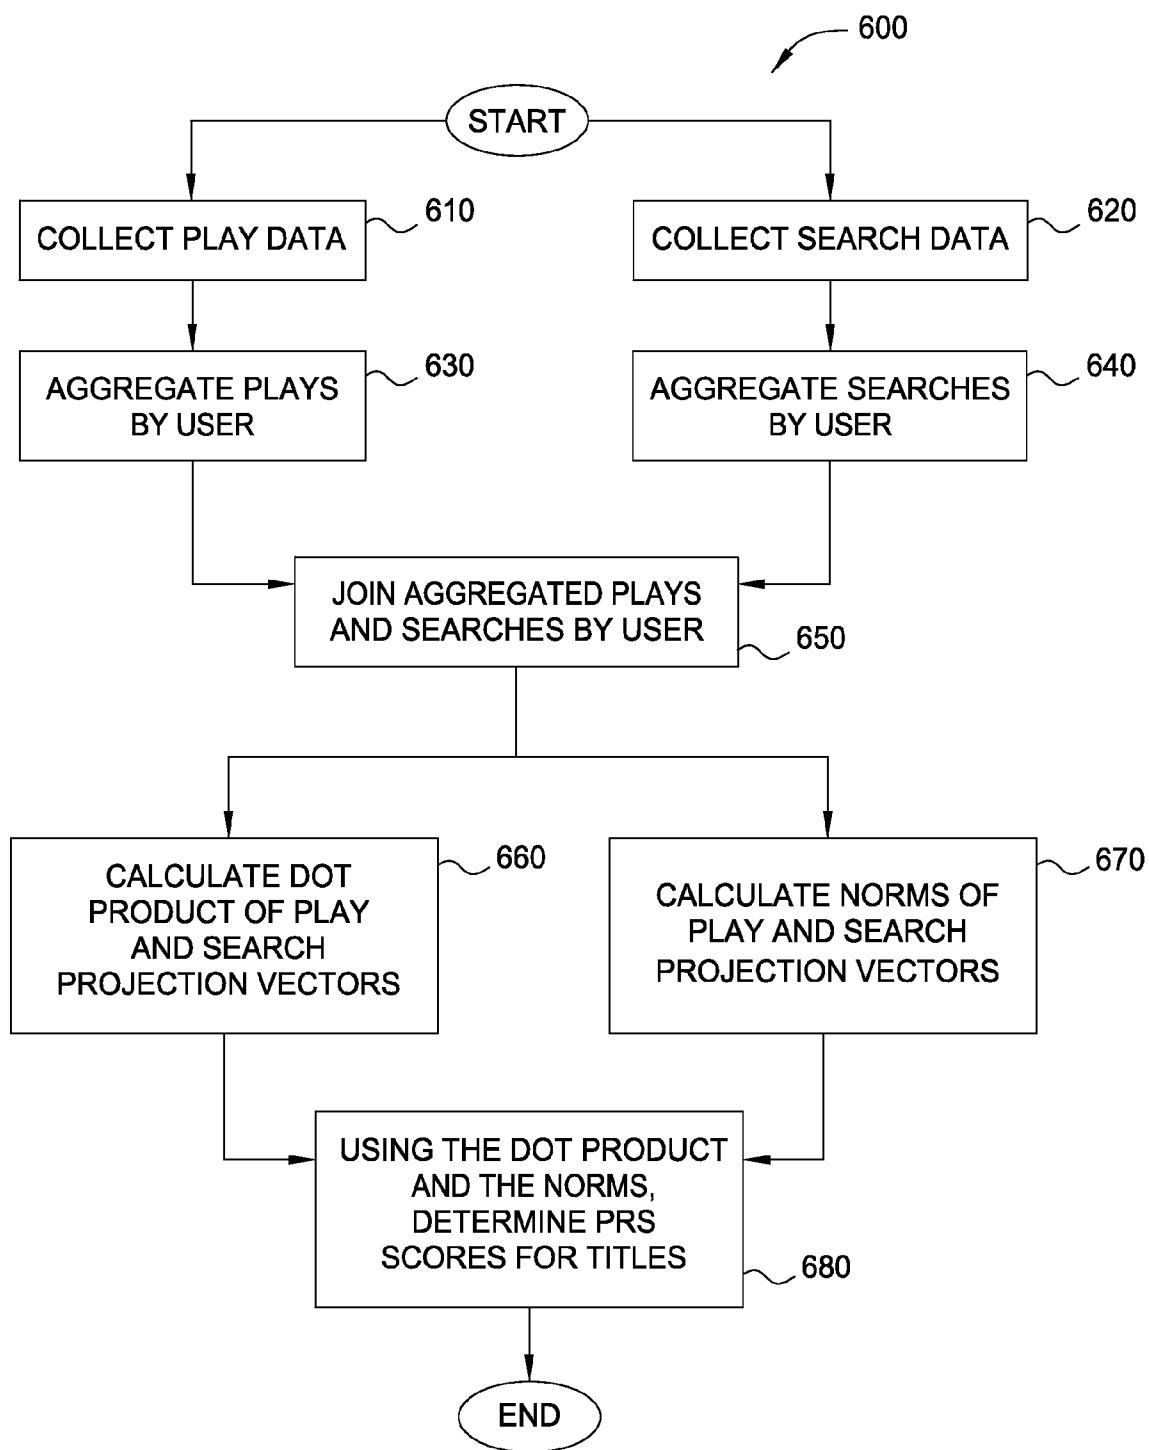 600
START
COLLECT PLAY DATA
610
COLLECT SEARCH DATA
620
AGGREGATE PLAYS
BY USER
630
AGGREGATE SEARCHES
BY USER
640
JOIN AGGREGATED PLAYS
AND SEARCHES BY USER
650
CALCULATE DOT
PRODUCT OF PLAY
AND SEARCH
PROJECTION VECTORS
660
CALCULATE NORMS OF
PLAY AND SEARCH
PROJECTION VECTORS
670
USING THE DOT PRODUCT
AND THE NORMS,
DETERMINE PRS
SCORES FOR TITLES
680
END